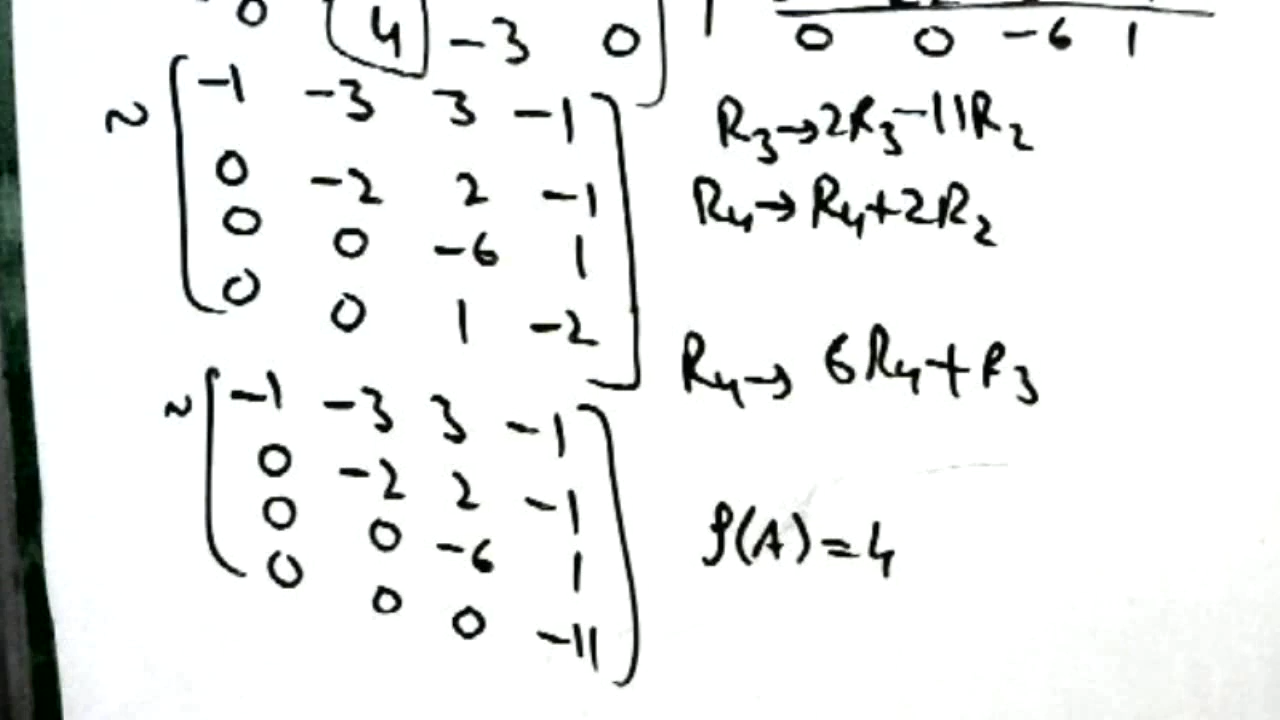 0 4 -3 0 0 0 -6 1
~ -1 -3 3 -1 R₃→2R₃-11R₂
0 -2 2 -1 R₄→R₄+2R₂
0 0 -6 1
0 0 1 -2 R₄→ 6R₄+R₃
~ -1 -3 3 -1
0 -2 2 -1
0 0 -6 1 ρ(A)=4
0 0 0 -11